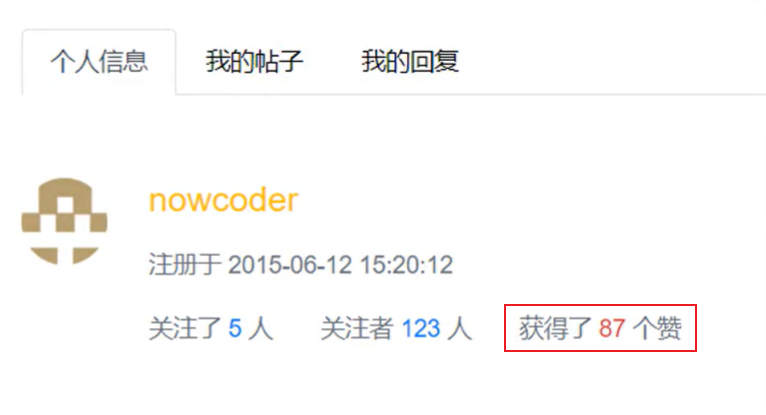 个人信息 我的帖子 我的回复
nowcoder
注册于 2015-06-12 15:20:12
关注了 5 人 关注者 123 人 获得了 87 个赞